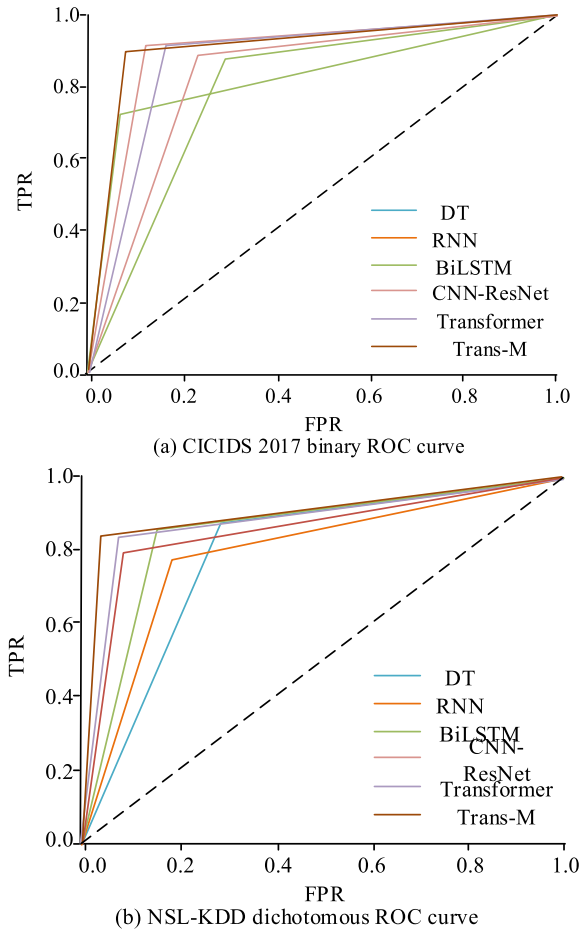 1.0
0.8
0.6
0.4
0.2
0.0
TPR
DT
RNN
BiLSTM
CNN-ResNet
Transformer
Trans-M
0.0 0.2 0.4 0.6 0.8 1.0
FPR
(a) CICIDS 2017 binary ROC curve
1.0
0.8
0.6
0.4
0.2
0.0
TPR
DT
RNN
BiLSTM
CNN-
ResNet
Transformer
Trans-M
0.0 0.2 0.4 0.6 0.8 1.0
FPR
(b) NSL-KDD dichotomous ROC curve